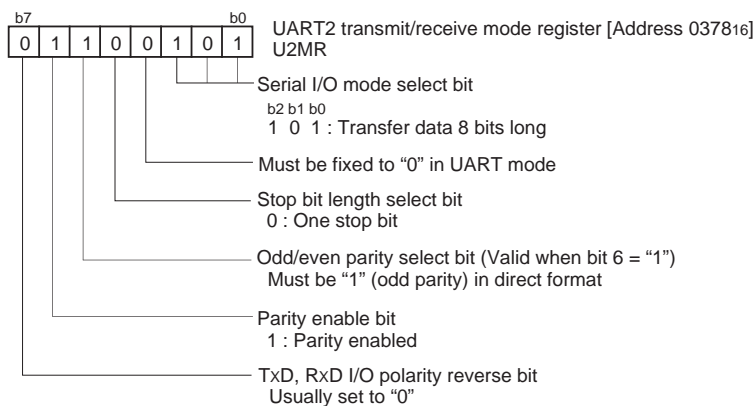 b7 b0
0 1 1 0 0 1 0 1
UART2 transmit/receive mode register [Address 037816]
U2MR
Serial I/O mode select bit
b2 b1 b0
1 0 1 : Transfer data 8 bits long
Must be fixed to “0” in UART mode
Stop bit length select bit
0 : One stop bit
Odd/even parity select bit (Valid when bit 6 = “1”)
Must be “1” (odd parity) in direct format
Parity enable bit
1 : Parity enabled
TXD, RXD I/O polarity reverse bit
Usually set to “0”